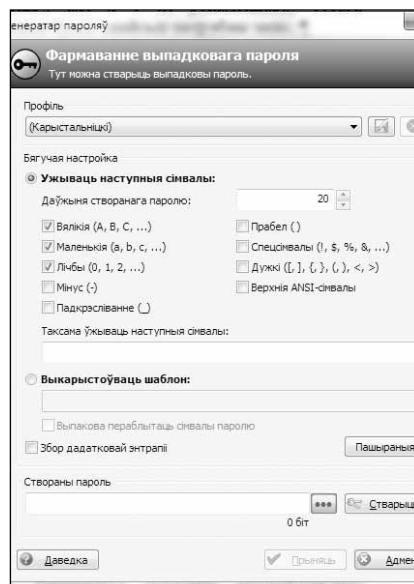 енератар пароляў
Фармаванне выпадковага пароля
Тут можна стварыць выпадковы пароль.
Профіль
(Карыстальніцкі)
Бягучая настройка
Ужываць наступныя сімвалы:
Даўжыня створанага паролю: 20
Вялікія (A, B, C, ...) Прабел ( )
Маленькія (a, b, c, ...) Спецсімвалы (!, $, %, &, ...)
Лічбы (0, 1, 2, ...) Дужкі ([, ], {, }, (, ), <, >)
Мінус (-) Верхнія ANSI-сімвалы
Падкрэсліванне (_)
Таксама ўжываць наступныя сімвалы:
Выкарыстоўваць шаблон:
Выпакова пераблытаць сімвалы паролю
Збор дадатковай энтрапіі Пашыраныя
Створаны пароль
Стварыц
0 біт
Даведка Прыняць Адмен